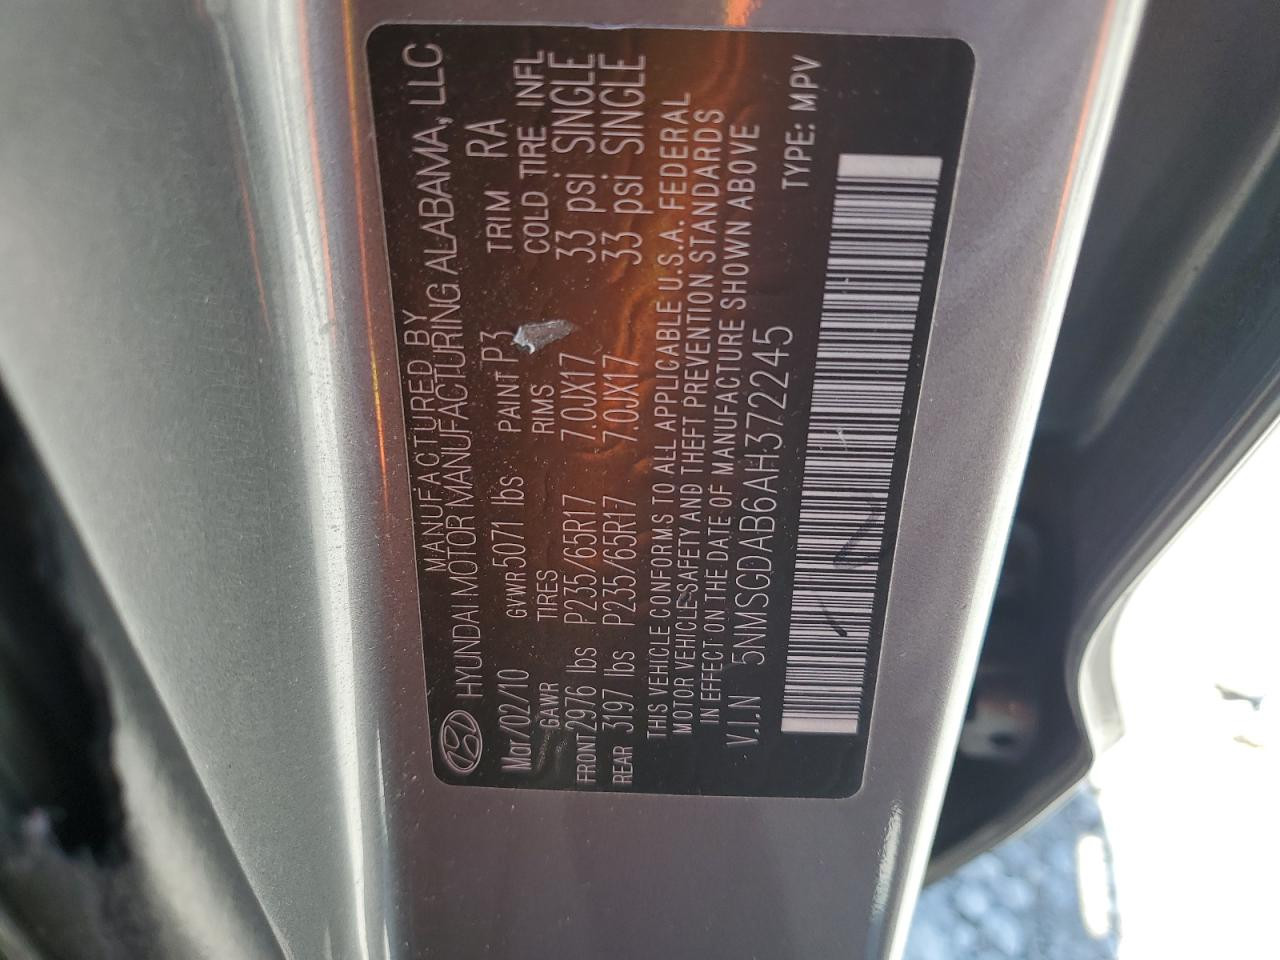 MANUFACTURED BY
HYUNDAI MOTOR MANUFACTURING ALABAMA, LLC
Mar/02/10 GVWR 5071 lbs PAINT P3 TRIM RA
GAWR TIRES RIMS COLD TIRE INFL
FRONT 2976 lbs P235/65R17 7.0JX17 33 psi SINGLE
REAR 3197 lbs P235/65R17 7.0JX17 33 psi SINGLE
THIS VEHICLE CONFORMS TO ALL APPLICABLE U.S.A. FEDERAL
MOTOR VEHICLE SAFETY AND THEFT PREVENTION STANDARDS
IN EFFECT ON THE DATE OF MANUFACTURE SHOWN ABOVE
V.I.N 5NMSGDAB6AH372245 TYPE: MPV